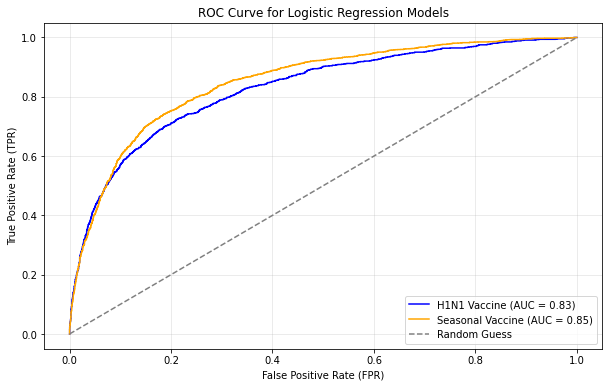 ROC Curve for Logistic Regression Models
True Positive Rate (TPR)
1.0
0.8
0.6
0.4
0.2
0.0
0.0 0.2 0.4 0.6 0.8 1.0
False Positive Rate (FPR)
H1N1 Vaccine (AUC = 0.83)
Seasonal Vaccine (AUC = 0.85)
Random Guess